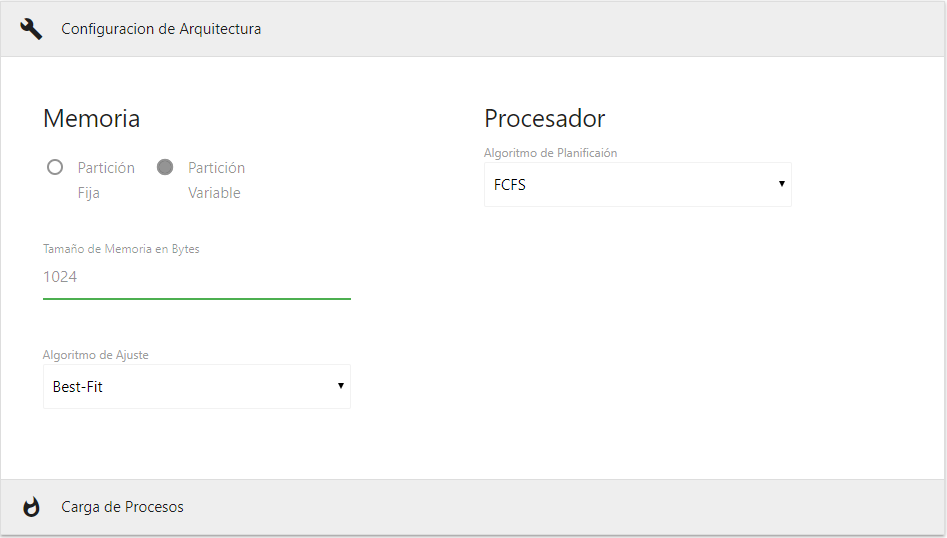 Configuracion de Arquitectura
Memoria
Partición
Fija
Partición
Variable
Tamaño de Memoria en Bytes
1024
Algoritmo de Ajuste
Best-Fit
Procesador
Algoritmo de Planificaión
FCFS
Carga de Procesos